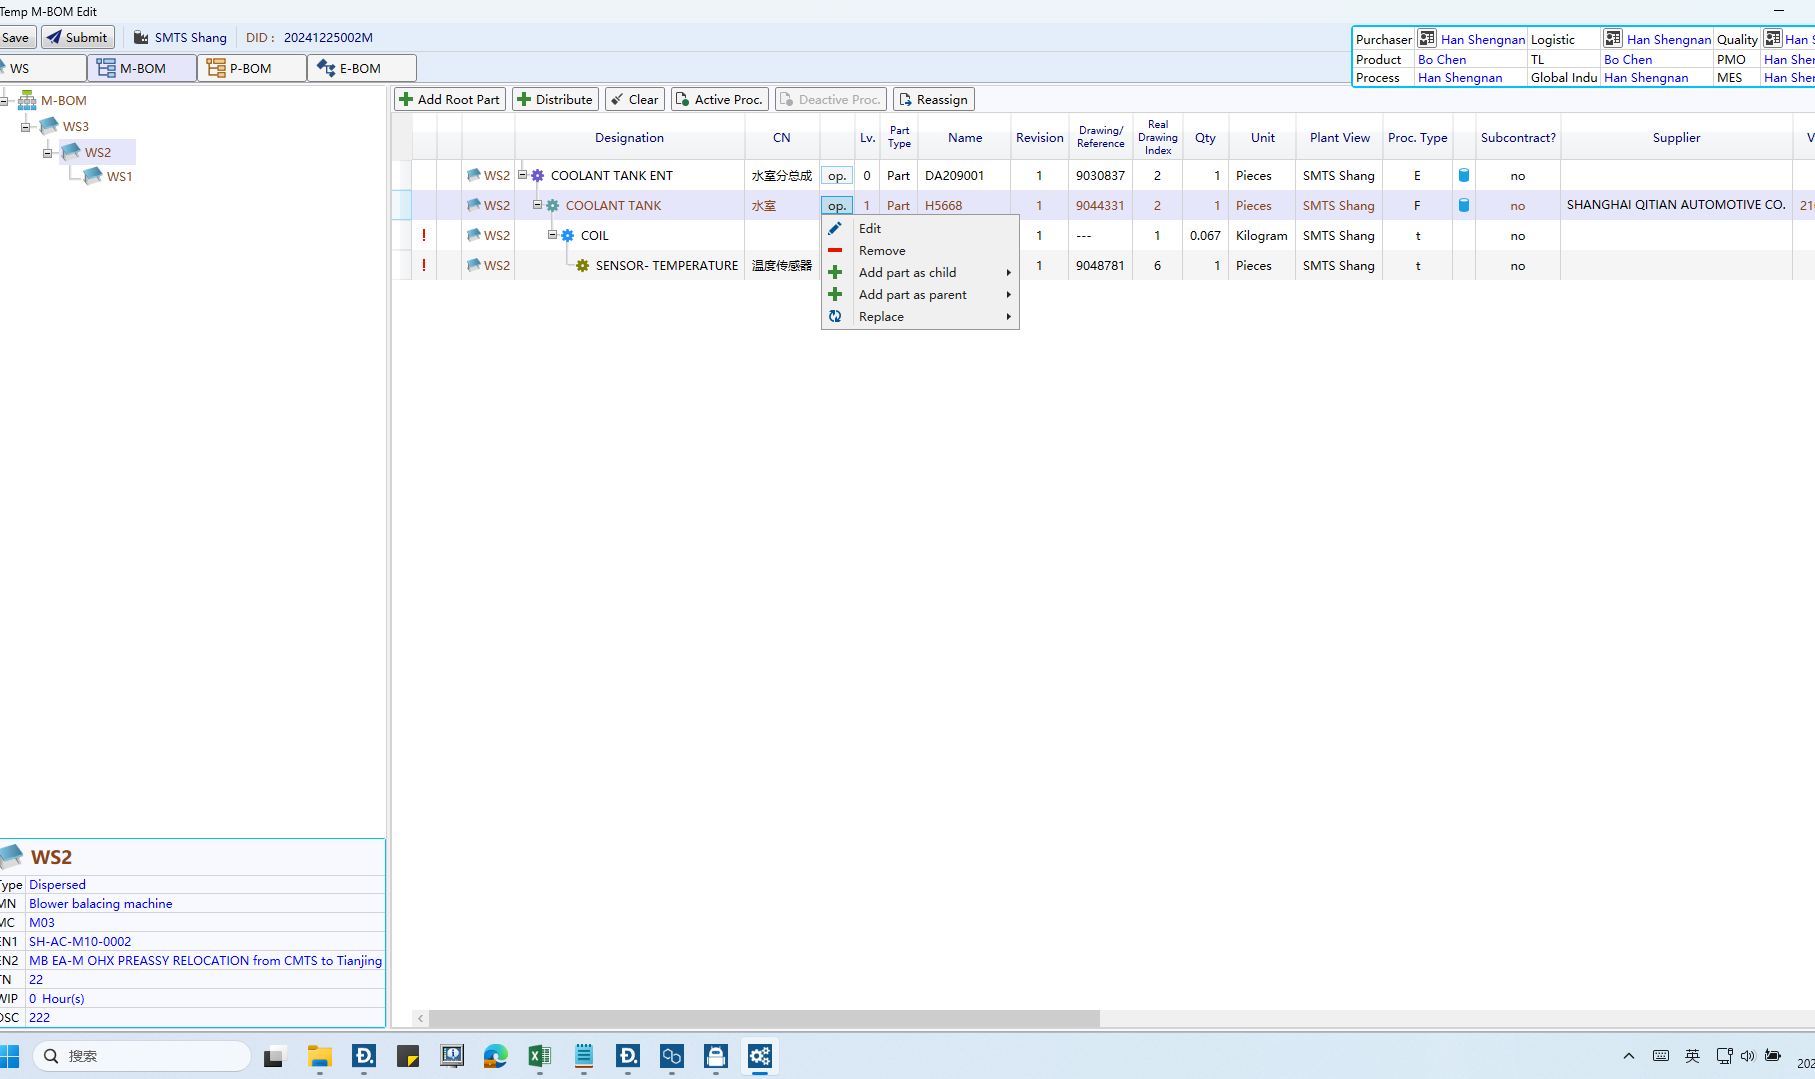 Temp M-BOM Edit
Save Submit SMTS Shang DID : 20241225002M
Purchaser Han Shengnan Logistic Han Shengnan Quality Han
Product Bo Chen TL Bo Chen PMO Han
Process Han Shengnan Global Indu Han Shengnan MES Han
WS M-BOM P-BOM E-BOM
M-BOM
WS3
WS2
WS1
Add Root Part Distribute Clear Active Proc. Deactive Proc. Reassign
Designation CN Lv. Part Type Name Revision Drawing/ Reference Real Drawing Index Qty Unit Plant View Proc. Type Subcontract? Supplier V
WS2 COOLANT TANK ENT 水室分总成 op. 0 Part DA209001 1 9030837 2 1 Pieces SMTS Shang E no
WS2 COOLANT TANK 水室 op. 1 Part H5668 1 9044331 2 1 Pieces SMTS Shang F no SHANGHAI QITIAN AUTOMOTIVE CO. 21
! WS2 COIL 1 --- 1 0.067 Kilogram SMTS Shang t no
! WS2 SENSOR- TEMPERATURE 温度传感器 1 9048781 6 1 Pieces SMTS Shang t no
Edit
Remove
Add part as child
Add part as parent
Replace
WS2
Type Dispersed
MN Blower balacing machine
MC M03
EN1 SH-AC-M10-0002
EN2 MB EA-M OHX PREASSY RELOCATION from CMTS to Tianjing
TN 22
WIP 0 Hour(s)
DSC 222
搜索
英
202